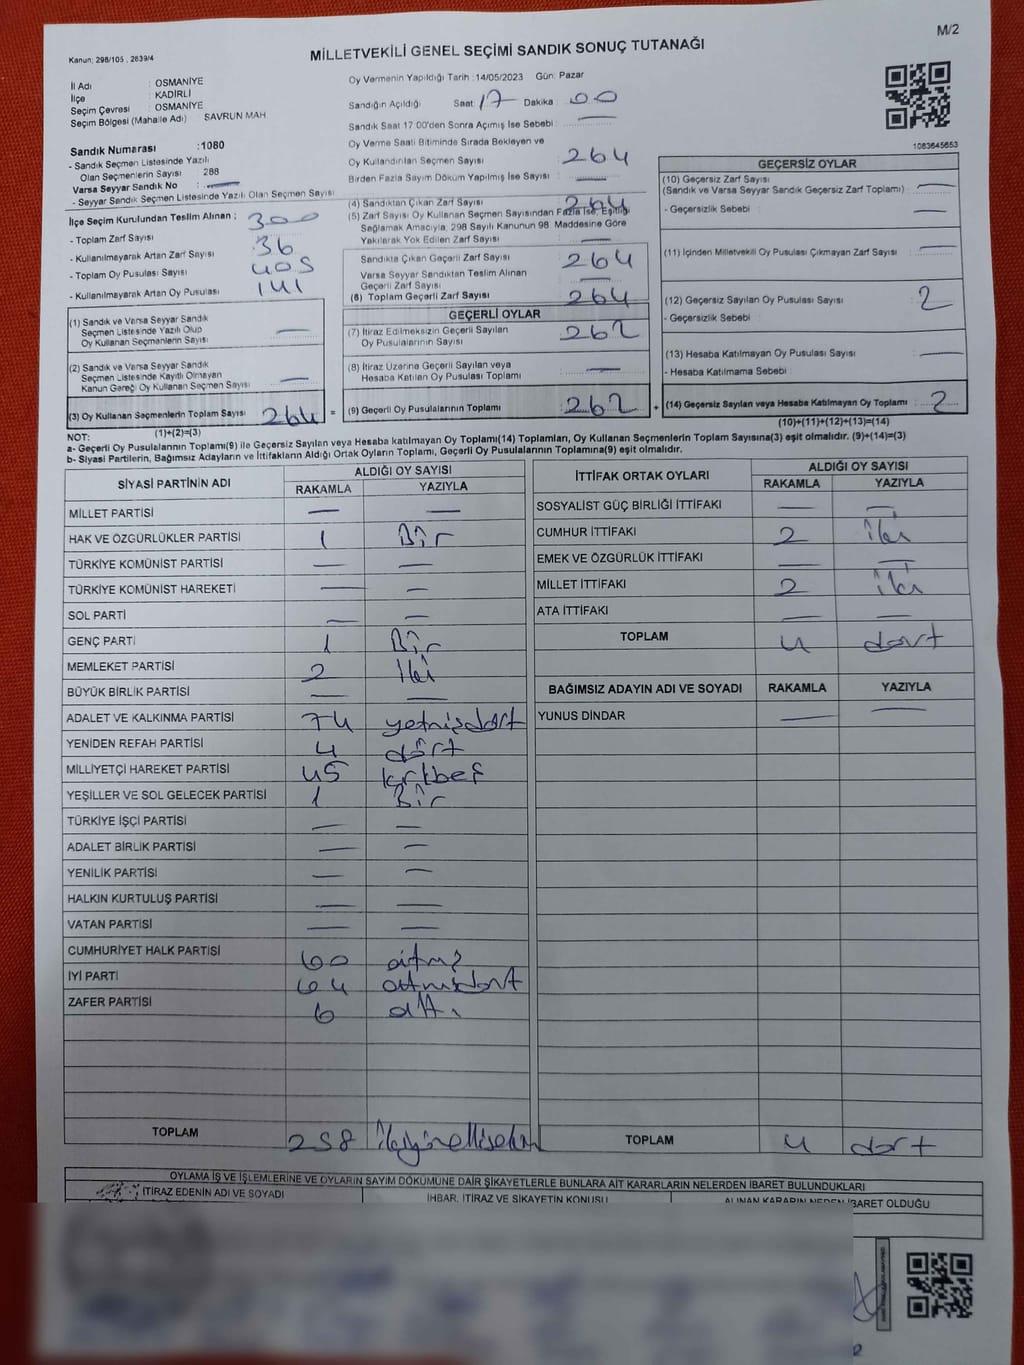 M/2
Kanun: 298/105 , 2839/4
MİLLETVEKİLİ GENEL SEÇİMİ SANDIK SONUÇ TUTANAĞI
İl Adı : OSMANİYE
İlçe : KADİRLİ
Seçim Çevresi : OSMANİYE
Seçim Bölgesi (Mahalle Adı) SAVRUN MAH
Sandık Numarası :1080
- Sandık Seçmen Listesinde Yazılı
Olan Seçmenlerin Sayısı 288
Varsa Seyyar Sandık No : —
- Seyyar Sandık Seçmen Listesinde Yazılı Olan Seçmen Sayısı
İlçe Seçim Kurulundan Teslim Alınan :
- Toplam Zarf Sayısı 300
- Kullanılmayarak Artan Zarf Sayısı 36
- Toplam Oy Pusulası Sayısı 405
- Kullanılmayarak Artan Oy Pusulası 141
(1) Sandık ve Varsa Seyyar Sandık
Seçmen Listesinde Yazılı Olup
Oy Kullanan Seçmenlerin Sayısı —
(2) Sandık ve Varsa Seyyar Sandık
Seçmen Listesinde Kayıtlı Olmayan
Kanun Gereği Oy Kullanan Seçmen Sayısı —
(3) Oy Kullanan Seçmenlerin Toplam Sayısı 264 =
(1)+(2)=(3)
Oy Vermenin Yapıldığı Tarih :14/05/2023 Gün: Pazar
Sandığın Açıldığı Saat: 17 Dakika : 00
Sandık Saat 17:00'den Sonra Açımış İse Sebebi :
Oy Verme Saati Bitiminde Sırada Bekleyen ve
Oy Kullandırılan Seçmen Sayısı 264
Birden Fazla Sayım Döküm Yapılmış İse Sayısı : —
(4) Sandıktan Çıkan Zarf Sayısı 264
(5) Zarf Sayısı Oy Kullanan Seçmen Sayısından Fazla İse, Eşitliği
Sağlamak Amacıyla, 298 Sayılı Kanunun 98 Maddesine Göre
Yakılarak Yok Edilen Zarf Sayısı —
Sandıkta Çıkan Geçerli Zarf Sayısı 264
Varsa Seyyar Sandıktan Teslim Alınan
Geçerli Zarf Sayısı —
(6) Toplam Geçerli Zarf Sayısı 264
GEÇERLİ OYLAR
(7) İtiraz Edilmeksizin Geçerli Sayılan
Oy Pusulalarının Sayısı 262
(8) İtiraz Üzerine Geçerli Sayılan veya
Hesaba Katılan Oy Pusulası Toplamı —
(9) Geçerli Oy Pusulalarının Toplamı 262 +
1083645653
GEÇERSİZ OYLAR
(10) Geçersiz Zarf Sayısı
(Sandık ve Varsa Seyyar Sandık Geçersiz Zarf Toplamı) : —
- Geçersizlik Sebebi : —
(11) İçinden Milletvekili Oy Pusulası Çıkmayan Zarf Sayısı : —
(12) Geçersiz Sayılan Oy Pusulası Sayısı : 2
- Geçersizlik Sebebi :
(13) Hesaba Katılmayan Oy Pusulası Sayısı : —
- Hesaba Katılmama Sebebi :
(14) Geçersiz Sayılan veya Hesaba Katılmayan Oy Toplamı : 2
(10)+(11)+(12)+(13)=(14)
NOT:
a- Geçerli Oy Pusulalarının Toplamı(9) ile Geçersiz Sayılan veya Hesaba katılmayan Oy Toplamı(14) Toplamları, Oy Kullanan Seçmenlerin Toplam Sayısına(3) eşit olmalıdır. (9)+(14)=(3)
b- Siyasi Partilerin, Bağımsız Adayların ve İttifakların Aldığı Ortak Oyların Toplamı, Geçerli Oy Pusulalarının Toplamına(9) eşit olmalıdır.
SİYASİ PARTİNİN ADI ALDIĞI OY SAYISI
RAKAMLA YAZIYLA
MİLLET PARTİSİ — —
HAK VE ÖZGÜRLÜKLER PARTİSİ 1 Bir
TÜRKİYE KOMÜNİST PARTİSİ — —
TÜRKİYE KOMÜNİST HAREKETİ — —
SOL PARTİ — —
GENÇ PARTİ 1 Bir
MEMLEKET PARTİSİ 2 İki
BÜYÜK BİRLİK PARTİSİ — —
ADALET VE KALKINMA PARTİSİ 74 yetmişdört
YENİDEN REFAH PARTİSİ 4 dört
MİLLİYETÇİ HAREKET PARTİSİ 45 kırkbeş
YEŞİLLER VE SOL GELECEK PARTİSİ 1 Bir
TÜRKİYE İŞÇİ PARTİSİ — —
ADALET BİRLİK PARTİSİ — —
YENİLİK PARTİSİ — —
HALKIN KURTULUŞ PARTİSİ — —
VATAN PARTİSİ — —
CUMHURİYET HALK PARTİSİ 60 altmış
İYİ PARTİ 64 altmışdört
ZAFER PARTİSİ 6 altı
TOPLAM 258 ikiyüzellisekiz
İTTİFAK ORTAK OYLARI ALDIĞI OY SAYISI
RAKAMLA YAZIYLA
SOSYALİST GÜÇ BİRLİĞİ İTTİFAKI — —
CUMHUR İTTİFAKI 2 iki
EMEK VE ÖZGÜRLÜK İTTİFAKI — —
MİLLET İTTİFAKI 2 iki
ATA İTTİFAKI — —
TOPLAM 4 dört
BAĞIMSIZ ADAYIN ADI VE SOYADI RAKAMLA YAZIYLA
YUNUS DİNDAR — —
TOPLAM 4 dört
OYLAMA İŞ VE İŞLEMLERİNE VE OYLARIN SAYIM DÖKÜMÜNE DAİR ŞİKAYETLERLE BUNLARA AİT KARARLARIN NELERDEN İBARET BULUNDUKLARI
İTİRAZ EDENİN ADI VE SOYADI İHBAR, İTİRAZ VE ŞİKAYETİN KONUSU ALINAN KARARIN NEDEN İBARET OLDUĞU